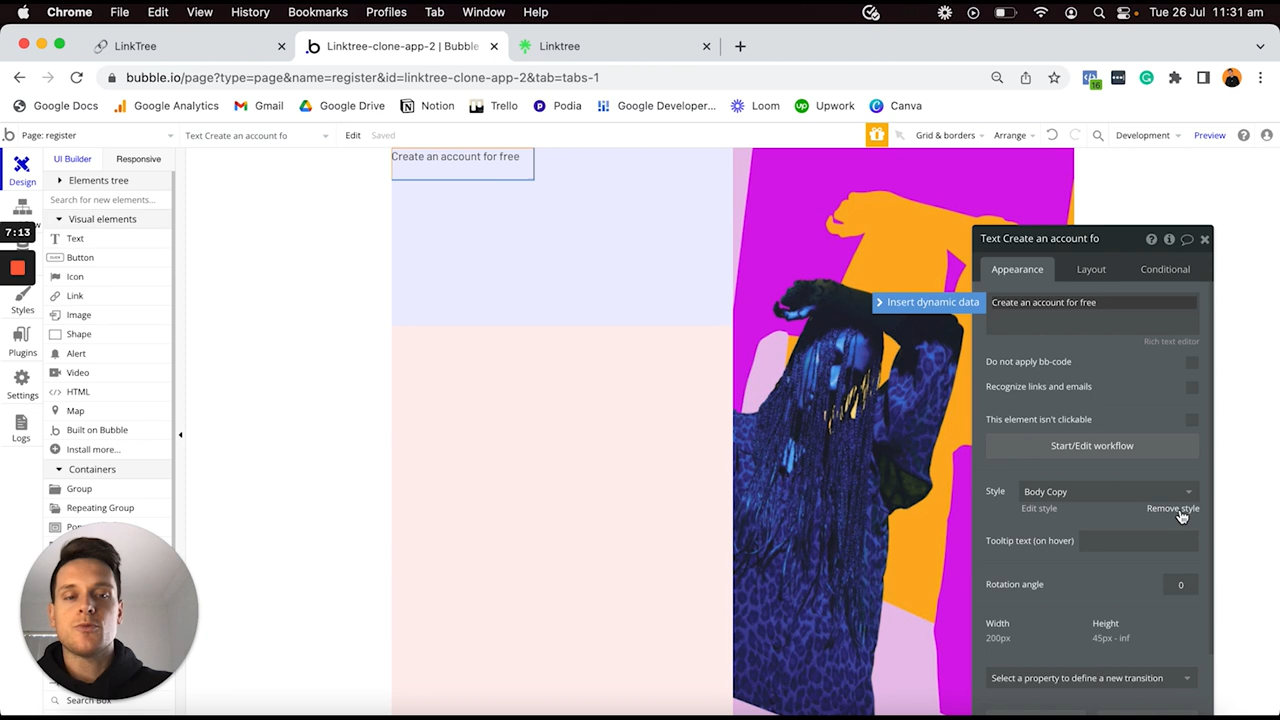 Chrome File Edit View History Bookmarks Profiles Tab Window Help Tue 26 Jul 11:31 am
LinkTree Linktree-clone-app-2 | Bubble Linktree
bubble.io/page?type=page&name=register&id=linktree-clone-app-2&tab=tabs-1
16
Google Docs Google Analytics Gmail Google Drive Notion Trello Podia Google Developer... Loom Upwork Canva
Page: register Text Create an account fo Edit Saved Grid & borders Arrange Development Preview
Design
7:13
Styles
Plugins
Settings
Logs
UI Builder Responsive
Elements tree
Search for new elements...
Visual elements
Text
Button
Icon
Link
Image
Shape
Alert
Video
HTML
Map
Built on Bubble
Install more...
Containers
Group
Repeating Group
Search Box
Create an account for free
Text Create an account fo
Appearance Layout Conditional
Insert dynamic data Create an account for free
Rich text editor
Do not apply bb-code
Recognize links and emails
This element isn't clickable
Start/Edit workflow
Style Body Copy
Edit style Remove style
Tooltip text (on hover)
Rotation angle 0
Width Height
200px 45px - inf
Select a property to define a new transition